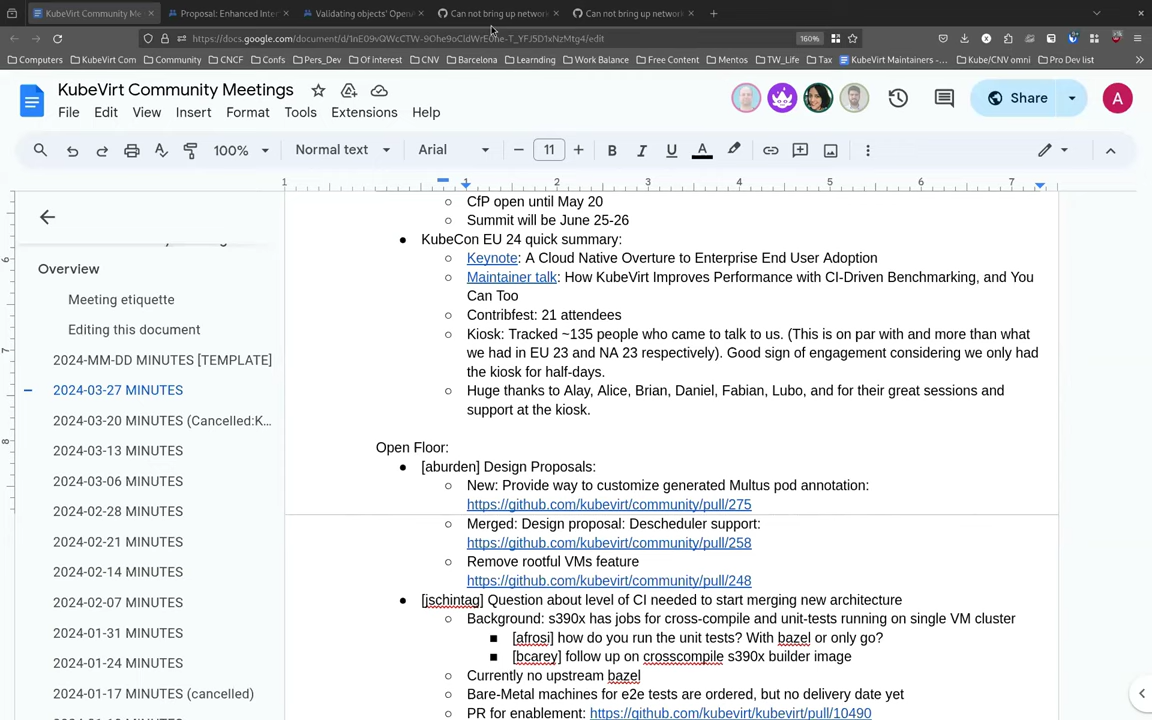 KubeVirt Community Me
Proposal: Enhanced Inter
Validating objects' OpenA
Can not bring up network
Can not bring up network
160%
Computers
KubeVirt Com
Community
CNCF
Confs
Pers_Dev
Of interest
CNV
Barcelona
Learnding
Work Balance
Free Content
Mentos
TW_Life
KubeVirt Maintainers –...
Kube/CNV omni
Pro Dev list
KubeVirt Community Meetings
File Edit View Insert Format Tools Extensions Help
Share
A
100%
Normal text
Arial
11
1 1 2 3 4 5 6 7
CfP open until May 20
Summit will be June 25-26
KubeCon EU 24 quick summary:
Keynote: A Cloud Native Overture to Enterprise End User Adoption
Maintainer talk: How KubeVirt Improves Performance with CI-Driven Benchmarking, and You
Can Too
Contribfest: 21 attendees
Kiosk: Tracked ~135 people who came to talk to us. (This is on par with and more than what
we had in EU 23 and NA 23 respectively). Good sign of engagement considering we only had
the kiosk for half-days.
Huge thanks to Alay, Alice, Brian, Daniel, Fabian, Lubo, and for their great sessions and
support at the kiosk.
Open Floor:
[aburden] Design Proposals:
New: Provide way to customize generated Multus pod annotation:
https://github.com/kubevirt/community/pull/275
Merged: Design proposal: Descheduler support:
https://github.com/kubevirt/community/pull/258
Remove rootful VMs feature
https://github.com/kubevirt/community/pull/248
[jschintag] Question about level of CI needed to start merging new architecture
Background: s390x has jobs for cross-compile and unit-tests running on single VM cluster
[afrosi] how do you run the unit tests? With bazel or only go?
[bcarey] follow up on crosscompile s390x builder image
Currently no upstream bazel
Bare-Metal machines for e2e tests are ordered, but no delivery date yet
PR for enablement: https://github.com/kubevirt/kubevirt/pull/10490
Overview
Meeting etiquette
Editing this document
2024-MM-DD MINUTES [TEMPLATE]
2024-03-27 MINUTES
2024-03-20 MINUTES (Cancelled:K...
2024-03-13 MINUTES
2024-03-06 MINUTES
2024-02-28 MINUTES
2024-02-21 MINUTES
2024-02-14 MINUTES
2024-02-07 MINUTES
2024-01-31 MINUTES
2024-01-24 MINUTES
2024-01-17 MINUTES (cancelled)
6
7
8